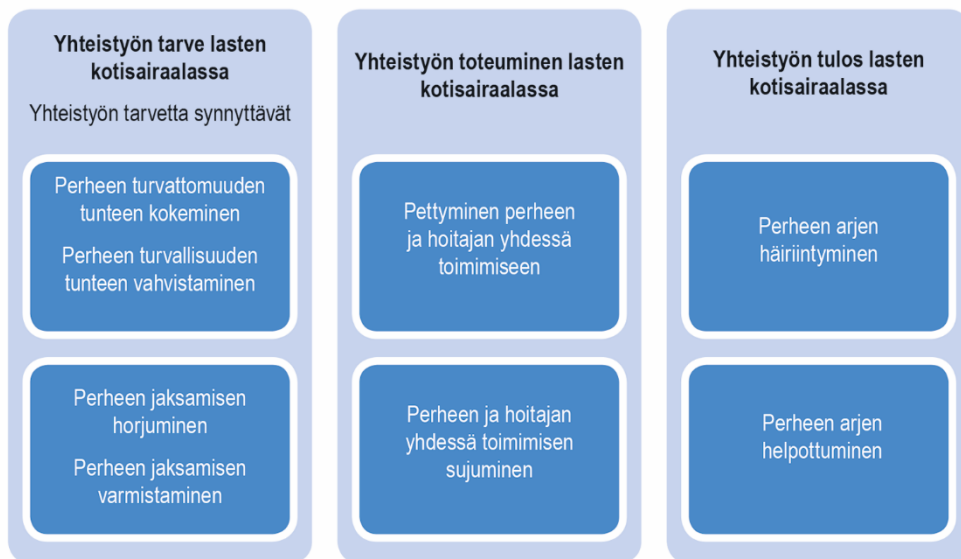 Yhteistyön tarve lasten
kotisairaalassa
Yhteistyön tarvetta synnyttävät
Perheen turvattomuuden
tunteen kokeminen
Perheen turvallisuuden
tunteen vahvistaminen
Perheen jaksamisen
horjuminen
Perheen jaksamisen
varmistaminen
Yhteistyön toteuminen lasten
kotisairaalassa
Pettyminen perheen
ja hoitajan yhdessä
toimimiseen
Perheen ja hoitajan
yhdessä toimimisen
sujuminen
Yhteistyön tulos lasten
kotisairaalassa
Perheen arjen
häiriintyminen
Perheen arjen
helpottuminen